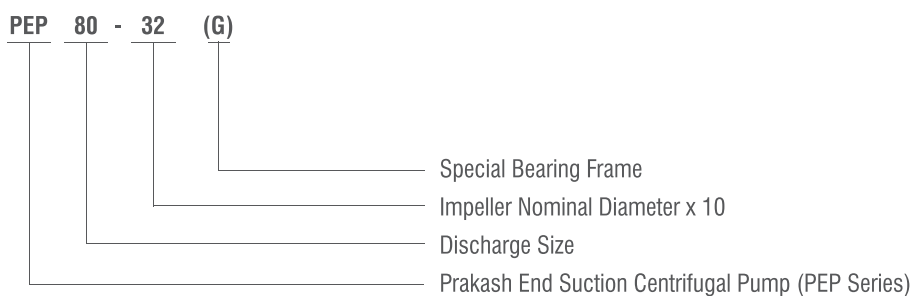 PEP 80 - 32 (G)
Special Bearing Frame
Impeller Nominal Diameter x 10
Discharge Size
Prakash End Suction Centrifugal Pump (PEP Series)